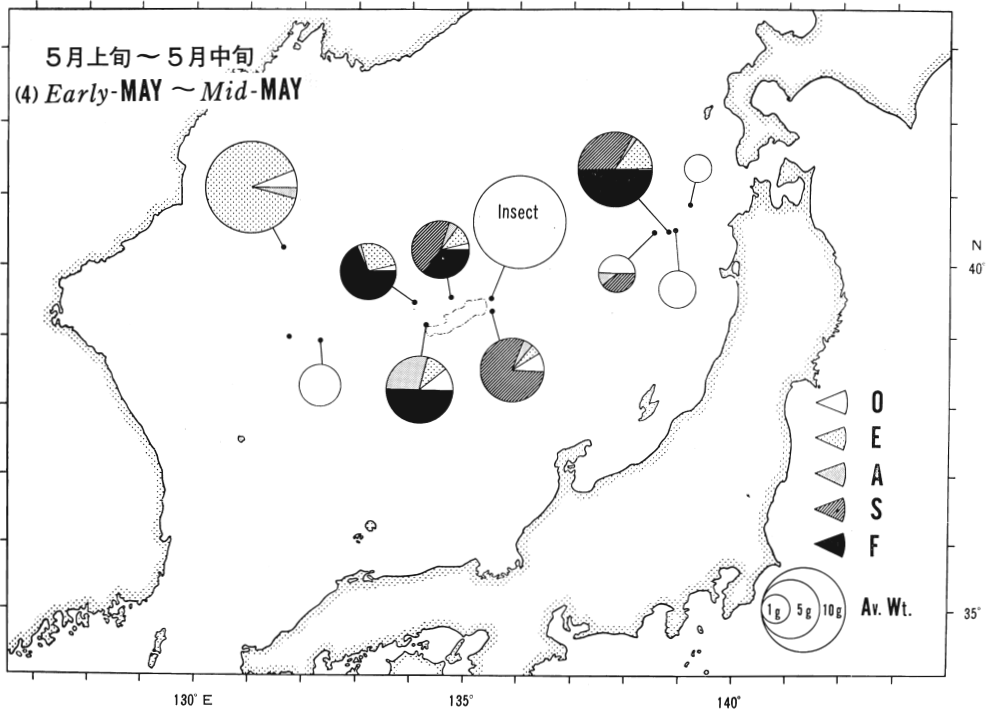 5月上旬～5月中旬
(4) Early-MAY ～ Mid-MAY
Insect
N
40°
O
E
A
S
F
1g 5g 10g Av. Wt.
35°
130° E 135° 140°